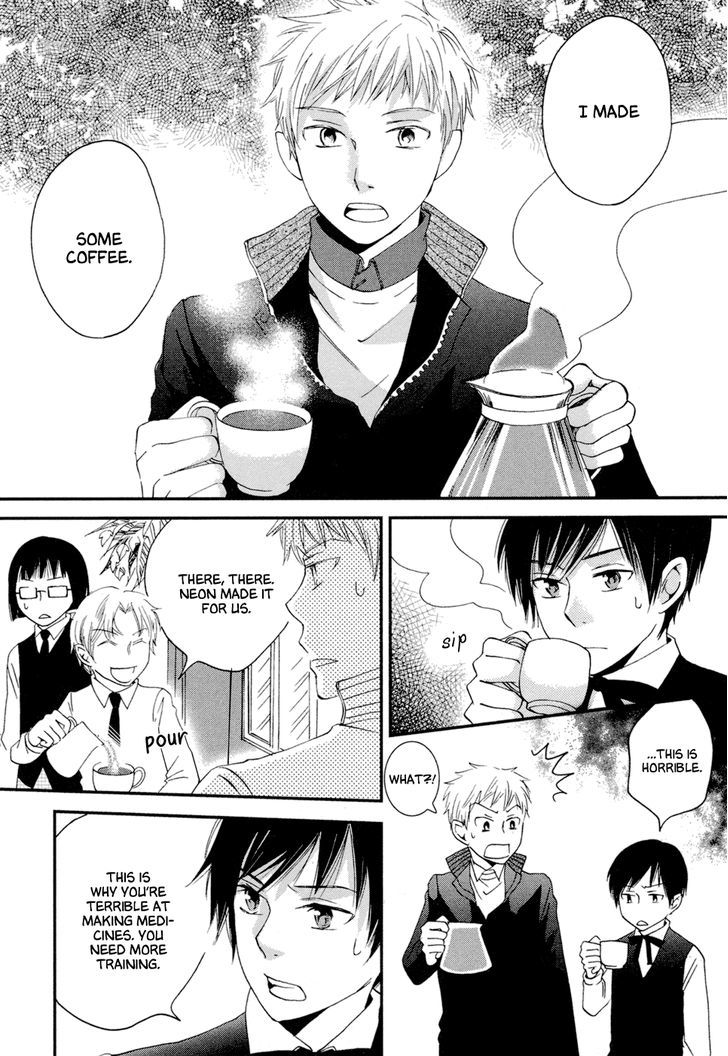 I MADE
SOME
COFFEE.
sip
THERE, THERE.
NEON MADE IT
FOR US.
pour
...THIS IS
HORRIBLE.
WHAT?!
THIS IS
WHY YOU'RE
TERRIBLE AT
MAKING MEDI-
CINES. YOU
NEED MORE
TRAINING.